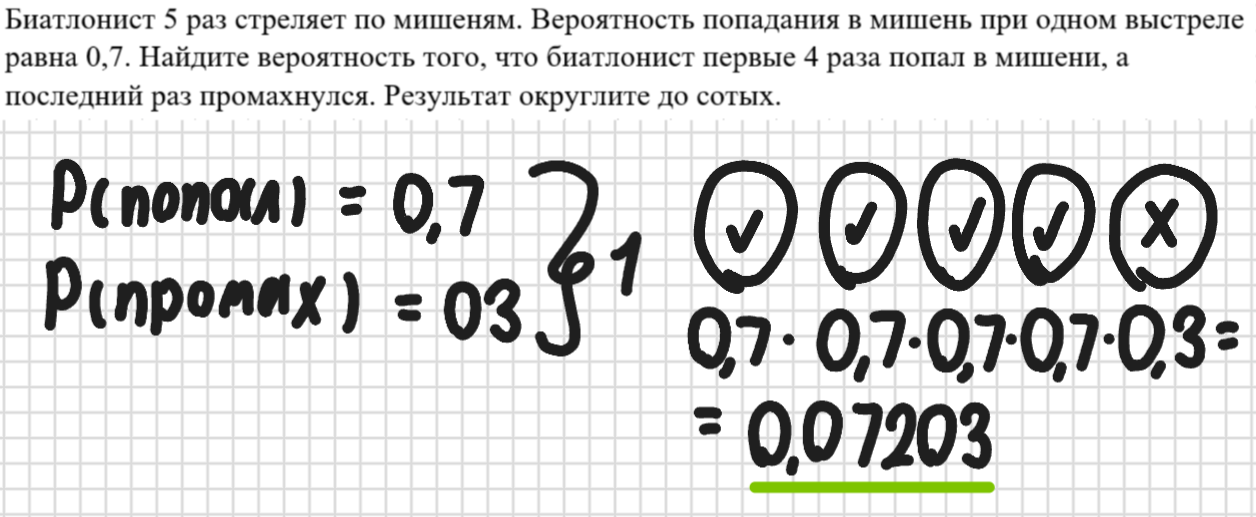 Биатлонист 5 раз стреляет по мишеням. Вероятность попадания в мишень при одном выстреле
равна 0,7. Найдите вероятность того, что биатлонист первые 4 раза попал в мишени, а
последний раз промахнулся. Результат округлите до сотых.
P(попал) = 0,7
P(промах) = 03
1
✓ ✓ ✓ ✓ X
0,7 · 0,7 · 0,7 · 0,7 · 0,3 =
= 0,07203